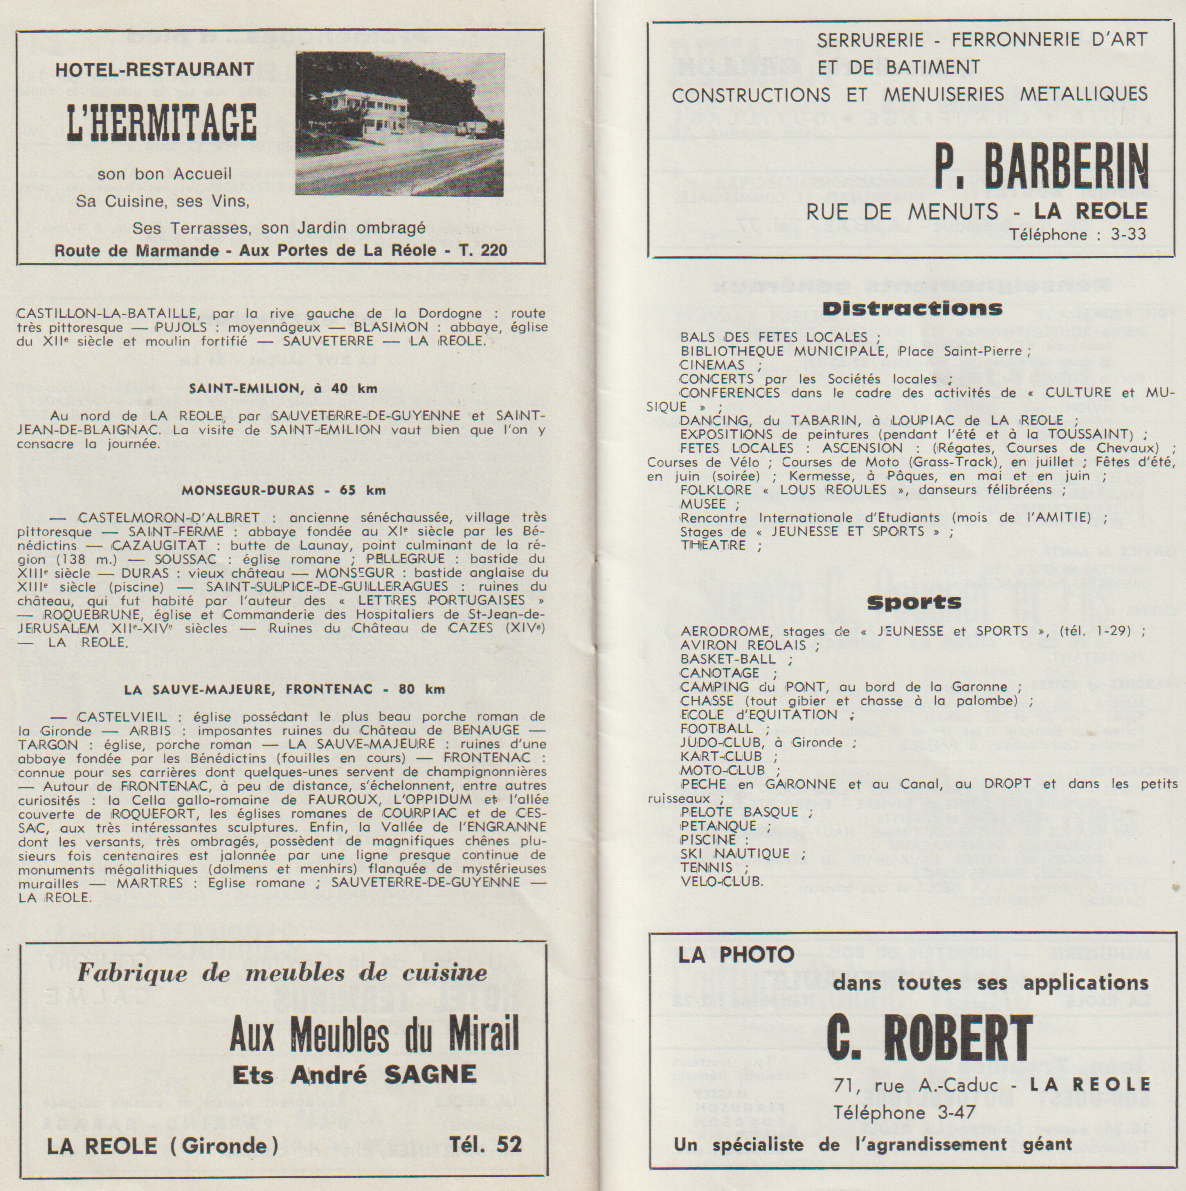 HOTEL-RESTAURANT
L'HERMITAGE
son bon Accueil
Sa Cuisine, ses Vins,
Ses Terrasses, son Jardin ombragé
Route de Marmande - Aux Portes de La Réole - T. 220
CASTILLON-LA-BATAILLE, par la rive gauche de la Dordogne : route
très pittoresque — PUJOLS : moyennâgeux — BLASIMON : abbaye, église
du XIIe siècle et moulin fortifié — SAUVETERRE — LA REOLE.
SAINT-EMILION, à 40 km
Au nord de LA REOLE, par SAUVETERRE-DE-GUYENNE et SAINT-
JEAN-DE-BLAIGNAC. La visite de SAINT-EMILION vaut bien que l'on y
consacre la journée.
MONSEGUR-DURAS - 65 km
— CASTELMORON-D'ALBRET : ancienne sénéchaussée, village très
pittoresque — SAINT-FERME : abbaye fondée au XIe siècle par les Bé-
nédictins — CAZAUGITAT : butte de Launay, point culminant de la ré-
gion (138 m.) — SOUSSAC : église romane ; PELLEGRUE : bastide du
XIIIe siècle — DURAS : vieux château — MONSEGUR : bastide anglaise du
XIIIe siècle (piscine) — SAINT-SULPICE-DE-GUILLERAGUES : ruines du
château, qui fut habité par l'auteur des « LETTRES PORTUGAISES »
— ROQUEBRUNE, église et Commanderie des Hospitaliers de St-Jean-de-
JERUSALEM XIIe-XIVe siècles — Ruines du Château de CAZES (XIVe)
— LA REOLE.
LA SAUVE-MAJEURE, FRONTENAC - 80 km
— CASTELVIEIL : église possédant le plus beau porche roman de
la Gironde — ARBIS : imposantes ruines du Château de BENAUGE —
TARGON : église, porche roman — LA SAUVE-MAJEURE : ruines d'une
abbaye fondée par les Bénédictins (fouilles en cours) — FRONTENAC :
connue pour ses carrières dont quelques-unes servent de champignonnières
— Autour de FRONTENAC, à peu de distance, s'échelonnent, entre autres
curiosités : la Cella gallo-romaine de FAUROUX, L'OPPIDUM et l'allée
couverte de ROQUEFORT, les églises romanes de COURPIAC et de CES-
SAC, aux très intéressantes sculptures. Enfin, la Vallée de l'ENGRANNE
dont les versants, très ombragés, possèdent de magnifiques chênes plu-
sieurs fois centenaires est jalonnée par une ligne presque continue de
monuments mégalithiques (dolmens et menhirs) flanquée de mystérieuses
murailles — MARTRES : Eglise romane ; SAUVETERRE-DE-GUYENNE —
LA REOLE.
Fabrique de meubles de cuisine
Aux Meubles du Mirail
Ets André SAGNE
LA REOLE (Gironde) Tél. 52
SERRURERIE - FERRONNERIE D'ART
ET DE BATIMENT
CONSTRUCTIONS ET MENUISERIES METALLIQUES
P. BARBERIN
RUE DE MENUTS - LA REOLE
Téléphone : 3-33
Distractions
BALS DES FETES LOCALES ;
BIBLIOTHEQUE MUNICIPALE, Place Saint-Pierre ;
CINEMAS ;
CONCERTS par les Sociétés locales ;
CONFERENCES dans le cadre des activités de « CULTURE et MU-
SIQUE » ;
DANCING, du TABARIN, à LOUPIAC de LA REOLE ;
EXPOSITIONS de peintures (pendant l'été et à la TOUSSAINT) ;
FETES LOCALES : ASCENSION : (Régates, Courses de Chevaux) ;
Courses de Vélo ; Courses de Moto (Grass-Track), en juillet ; Fêtes d'été,
en juin (soirée) ; Kermesse, à Pâques, en mai et en juin ;
FOLKLORE « LOUS REOULES », danseurs félibréens ;
MUSEE ;
Rencontre Internationale d'Etudiants (mois de l'AMITIE) ;
Stages de « JEUNESSE ET SPORTS » ;
THEATRE ;
Sports
AERODROME, stages de « JEUNESSE et SPORTS », (tél. 1-29) ;
AVIRON REOLAIS ;
BASKET-BALL ;
CANOTAGE ;
CAMPING du PONT, au bord de la Garonne ;
CHASSE (tout gibier et chasse à la palombe) ;
ECOLE d'EQUITATION ;
FOOTBALL ;
JUDO-CLUB, à Gironde ;
KART-CLUB ;
MOTO-CLUB ;
PECHE en GARONNE et au Canal, au DROPT et dans les petits
ruisseaux ;
PELOTE BASQUE ;
PETANQUE ;
PISCINE :
SKI NAUTIQUE ;
TENNIS ;
VELO-CLUB.
LA PHOTO
dans toutes ses applications
C. ROBERT
71, rue A.-Caduc - LA REOLE
Téléphone 3-47
Un spécialiste de l'agrandissement géant